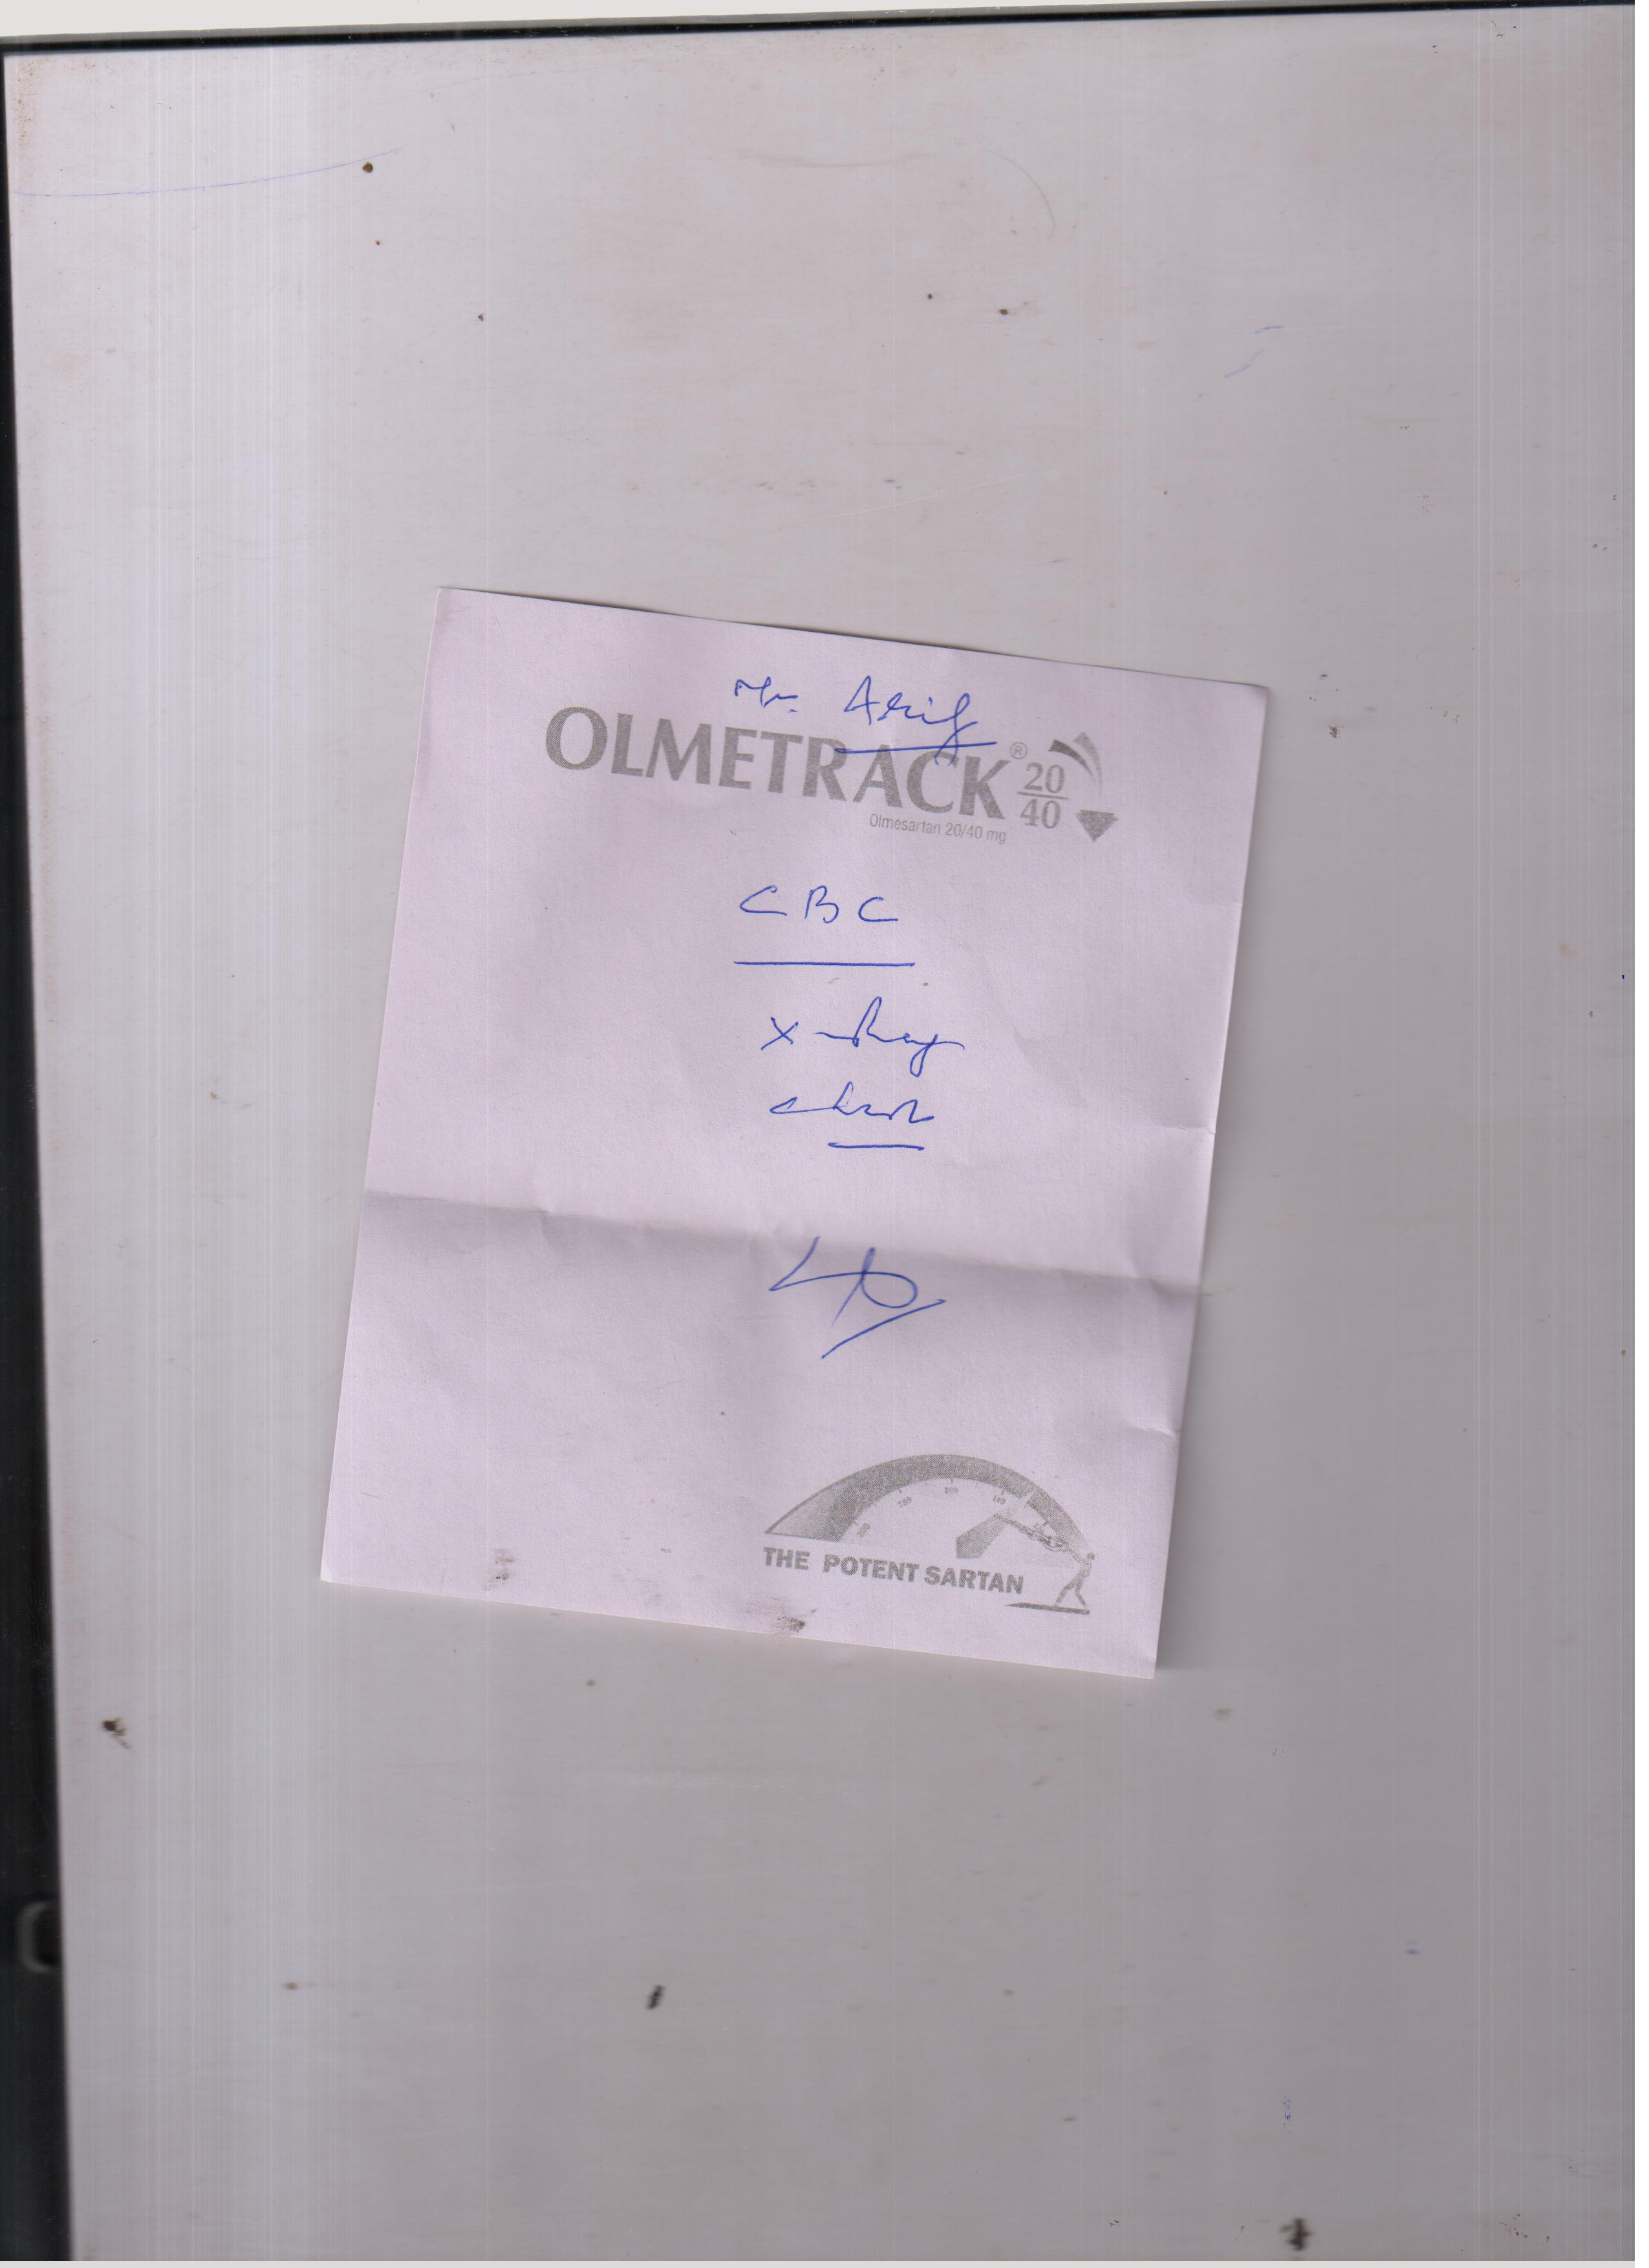 Mr. Arif
OLMETRACK® 20/40
Olmesartan 20/40 mg
CBC
X-Ray
chest
THE POTENT SARTAN